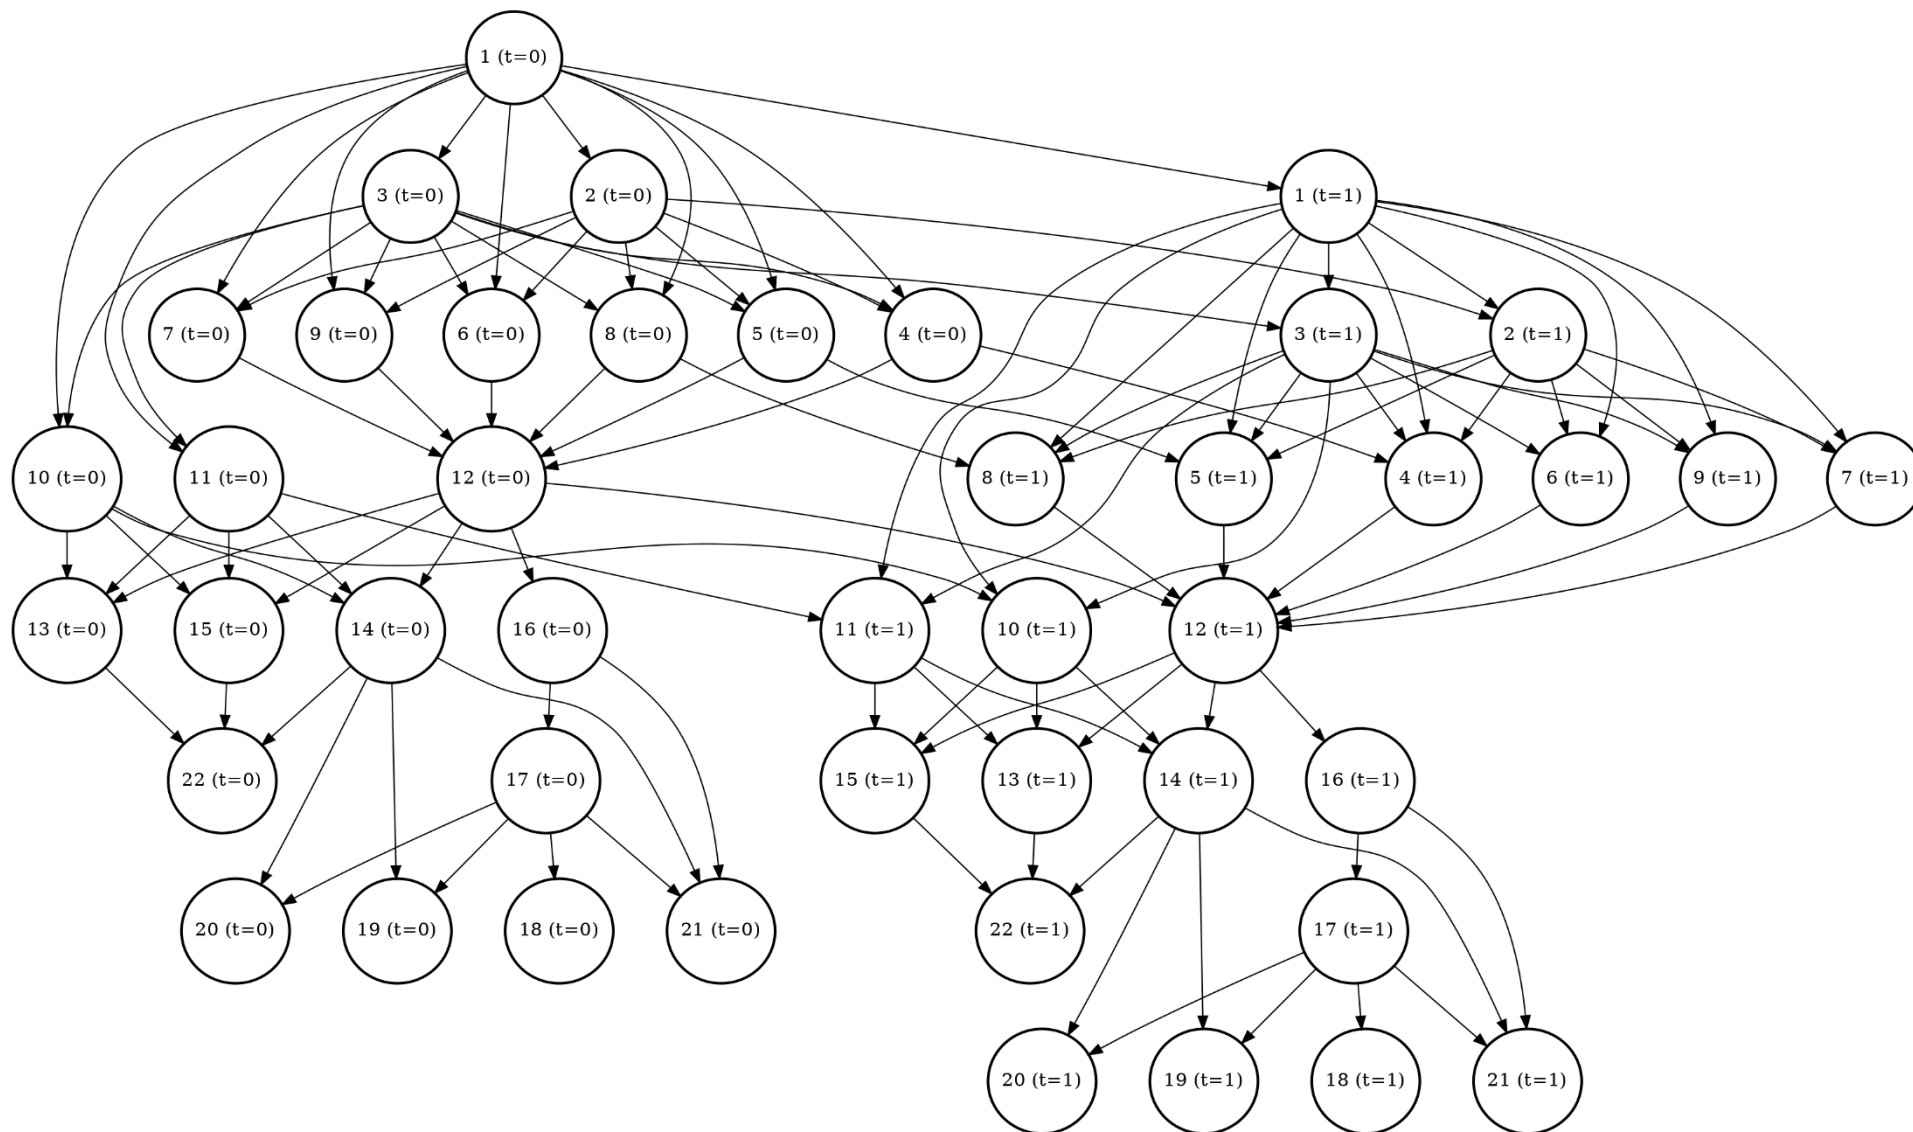 1 (t=0)
3 (t=0)
2 (t=0)
1 (t=1)
7 (t=0)
9 (t=0)
6 (t=0)
8 (t=0)
5 (t=0)
4 (t=0)
3 (t=1)
2 (t=1)
10 (t=0)
11 (t=0)
12 (t=0)
8 (t=1)
5 (t=1)
4 (t=1)
6 (t=1)
9 (t=1)
7 (t=1)
13 (t=0)
15 (t=0)
14 (t=0)
16 (t=0)
11 (t=1)
10 (t=1)
12 (t=1)
22 (t=0)
17 (t=0)
15 (t=1)
13 (t=1)
14 (t=1)
16 (t=1)
20 (t=0)
19 (t=0)
18 (t=0)
21 (t=0)
22 (t=1)
17 (t=1)
20 (t=1)
19 (t=1)
18 (t=1)
21 (t=1)